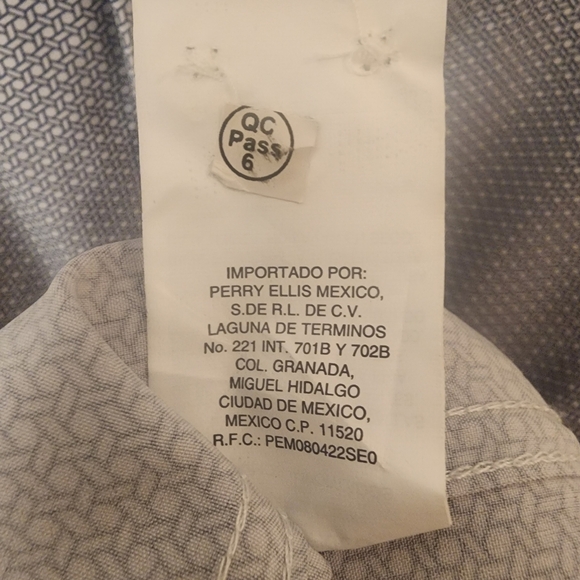 QC
Pass
6
IMPORTADO POR:
PERRY ELLIS MEXICO,
S.DE R.L. DE C.V.
LAGUNA DE TERMINOS
No. 221 INT. 701B Y 702B
COL. GRANADA,
MIGUEL HIDALGO
CIUDAD DE MEXICO,
MEXICO C.P. 11520
R.F.C.: PEM080422SE0